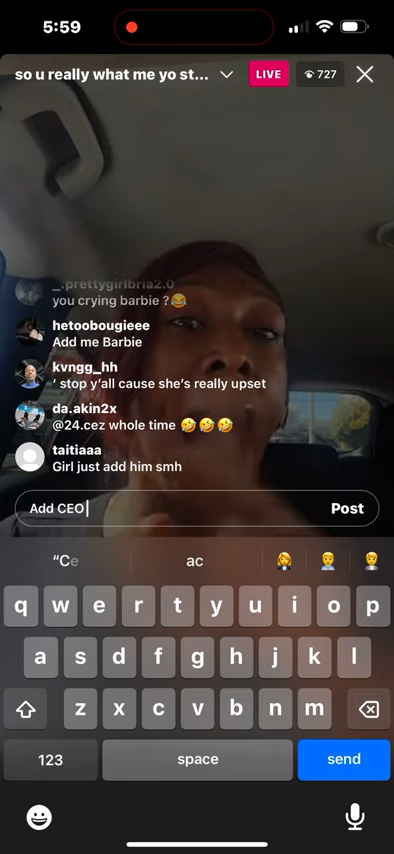 5:59
so u really what me yo st...
LIVE
727
_.prettygirlbria2.0
you crying barbie ?😂
hetoobougieee
Add me Barbie
kvngg_hh
‘ stop y’all cause she’s really upset
da.akin2x
@24.cez whole time 🤣🤣🤣
taitiaaa
Girl just add him smh
Add CEO
Post
“Ce
ac
q w e r t y u i o p
a s d f g h j k l
z x c v b n m
123
space
send